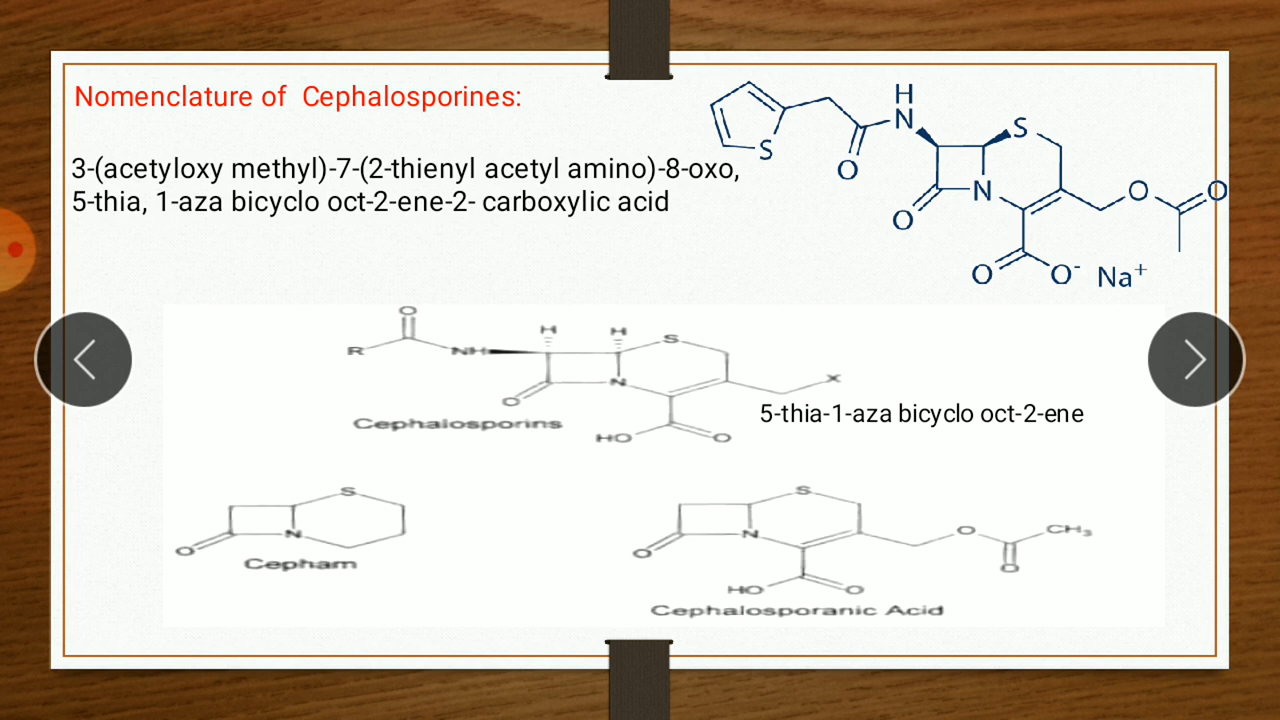 Nomenclature of  Cephalosporines:
3-(acetyloxy methyl)-7-(2-thienyl acetyl amino)-8-oxo,
5-thia, 1-aza bicyclo oct-2-ene-2- carboxylic acid
H
N
S
S
O
O
N
O
O
O
O⁻ Na⁺
O
R
NH
H
H
S
O
N
X
Cephalosporins
HO
O
5-thia-1-aza bicyclo oct-2-ene
S
O
N
Cepham
S
O
N
O
CH₃
O
HO
O
Cephalosporanic Acid